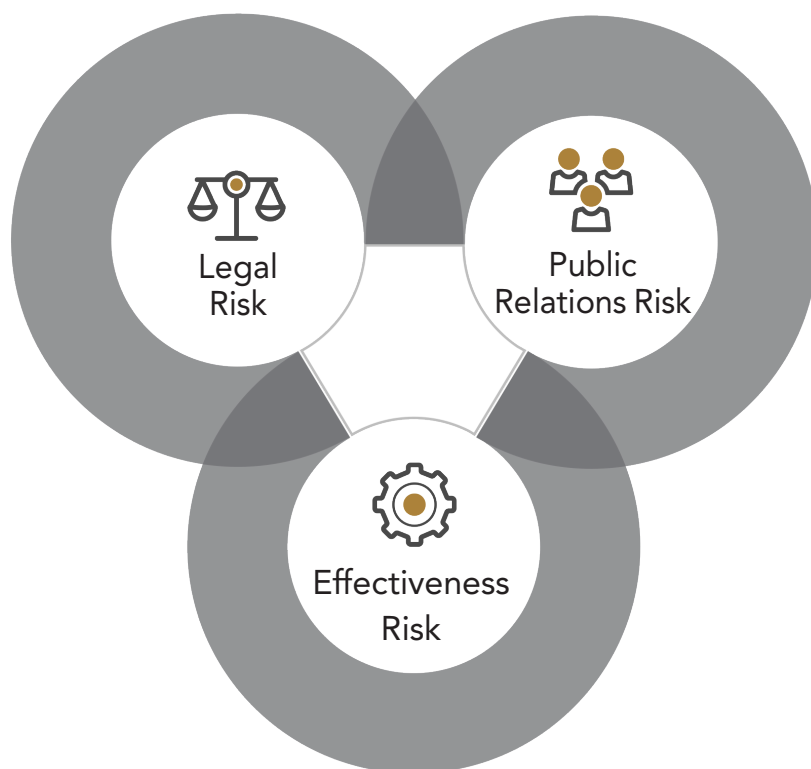 Legal
Risk
Public
Relations Risk
Effectiveness
Risk